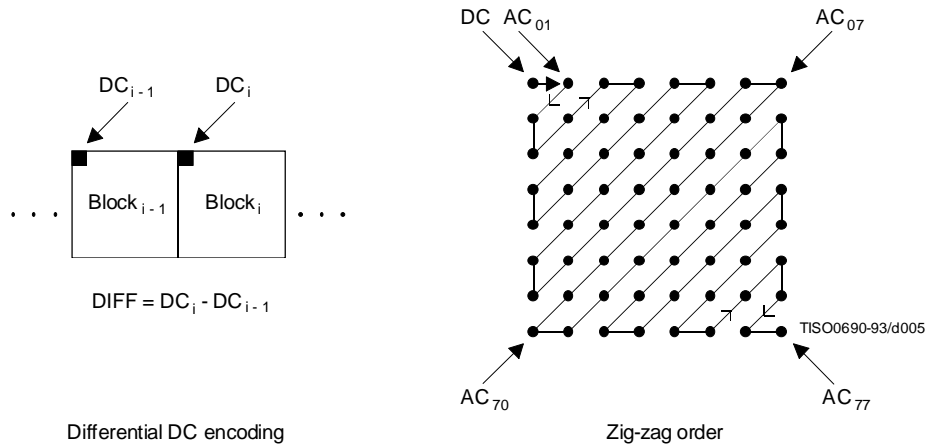 DC AC01 AC07
DCi - 1 DCi
Blocki - 1 Blocki
. . . . . .
DIFF = DCi - DCi - 1
TISO0690-93/d005
AC70 AC77
Differential DC encoding Zig-zag order